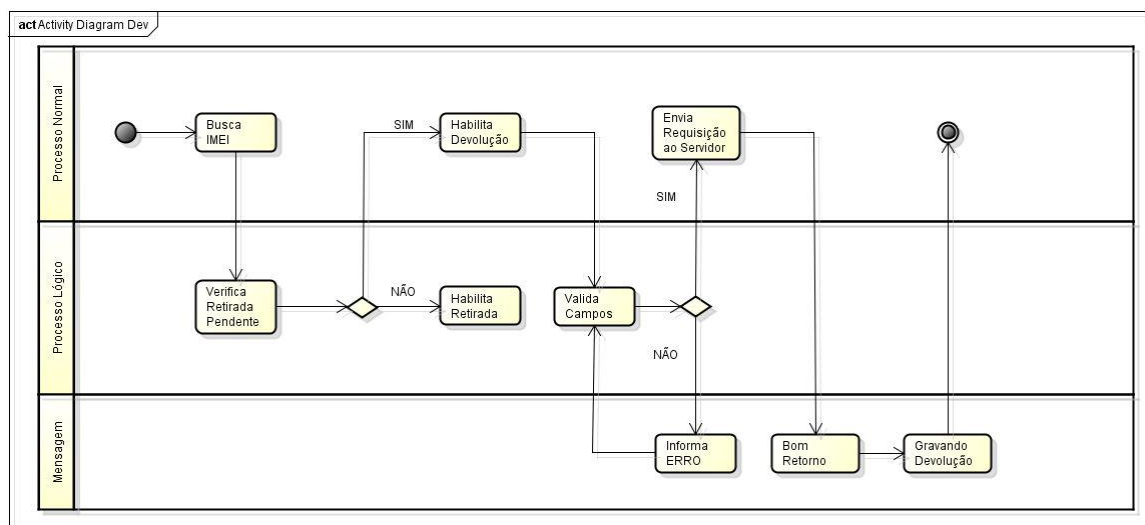 act Activity Diagram Dev
Processo Normal
Busca
IMEI
SIM
Habilita
Devolução
Envia
Requisição
ao Servidor
SIM
Processo Lógico
Verifica
Retirada
Pendente
NÃO
Habilita
Retirada
Valida
Campos
NÃO
Mensagem
Informa
ERRO
Bom
Retorno
Gravando
Devolução